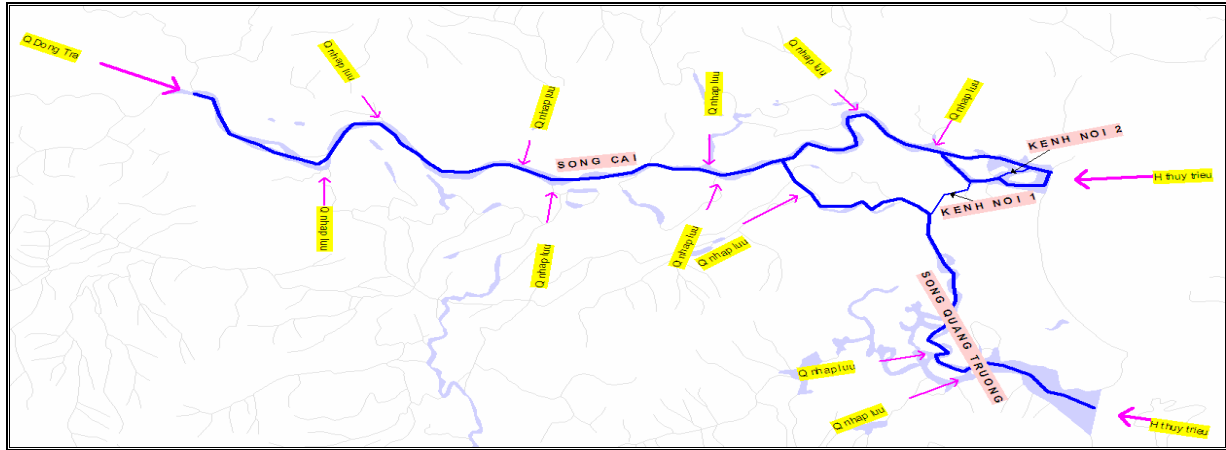 Q Dong Tra
Q nhap luu
Q nhap luu
Q nhap luu
Q nhap luu
Q nhap luu
KENH NOI 2
SONG CAI
H thuy trieu
KENH NOI 1
Q nhap luu
Q nhap luu
Q nhap luu
Q nhap luu
SONG QUANG TRUONG
Q nhap luu
Q nhap luu
H thuy trieu